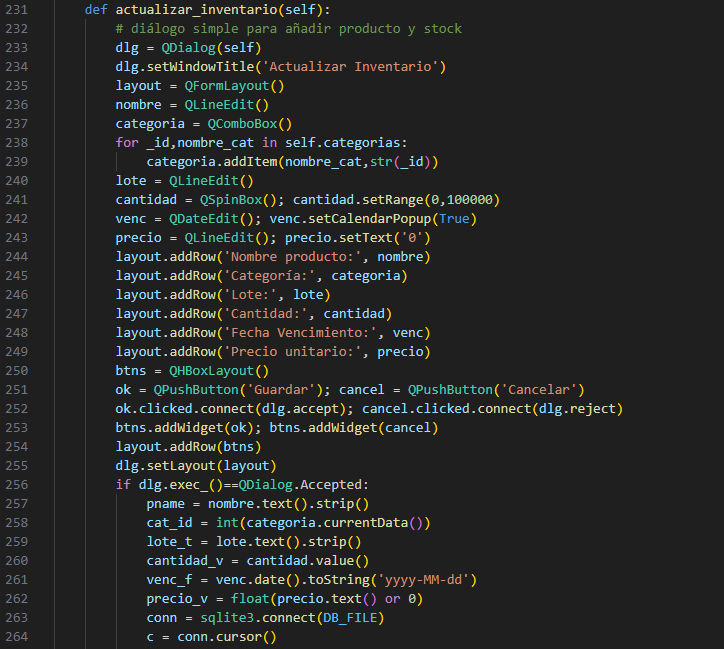 231 def actualizar_inventario(self):
232 # diálogo simple para añadir producto y stock
233 dlg = QDialog(self)
234 dlg.setWindowTitle('Actualizar Inventario')
235 layout = QFormLayout()
236 nombre = QLineEdit()
237 categoria = QComboBox()
238 for _id,nombre_cat in self.categorias:
239 categoria.addItem(nombre_cat,str(_id))
240 lote = QLineEdit()
241 cantidad = QSpinBox(); cantidad.setRange(0,100000)
242 venc = QDateEdit(); venc.setCalendarPopup(True)
243 precio = QLineEdit(); precio.setText('0')
244 layout.addRow('Nombre producto:', nombre)
245 layout.addRow('Categoría:', categoria)
246 layout.addRow('Lote:', lote)
247 layout.addRow('Cantidad:', cantidad)
248 layout.addRow('Fecha Vencimiento:', venc)
249 layout.addRow('Precio unitario:', precio)
250 btns = QHBoxLayout()
251 ok = QPushButton('Guardar'); cancel = QPushButton('Cancelar')
252 ok.clicked.connect(dlg.accept); cancel.clicked.connect(dlg.reject)
253 btns.addWidget(ok); btns.addWidget(cancel)
254 layout.addRow(btns)
255 dlg.setLayout(layout)
256 if dlg.exec_()==QDialog.Accepted:
257 pname = nombre.text().strip()
258 cat_id = int(categoria.currentData())
259 lote_t = lote.text().strip()
260 cantidad_v = cantidad.value()
261 venc_f = venc.date().toString('yyyy-MM-dd')
262 precio_v = float(precio.text() or 0)
263 conn = sqlite3.connect(DB_FILE)
264 c = conn.cursor()